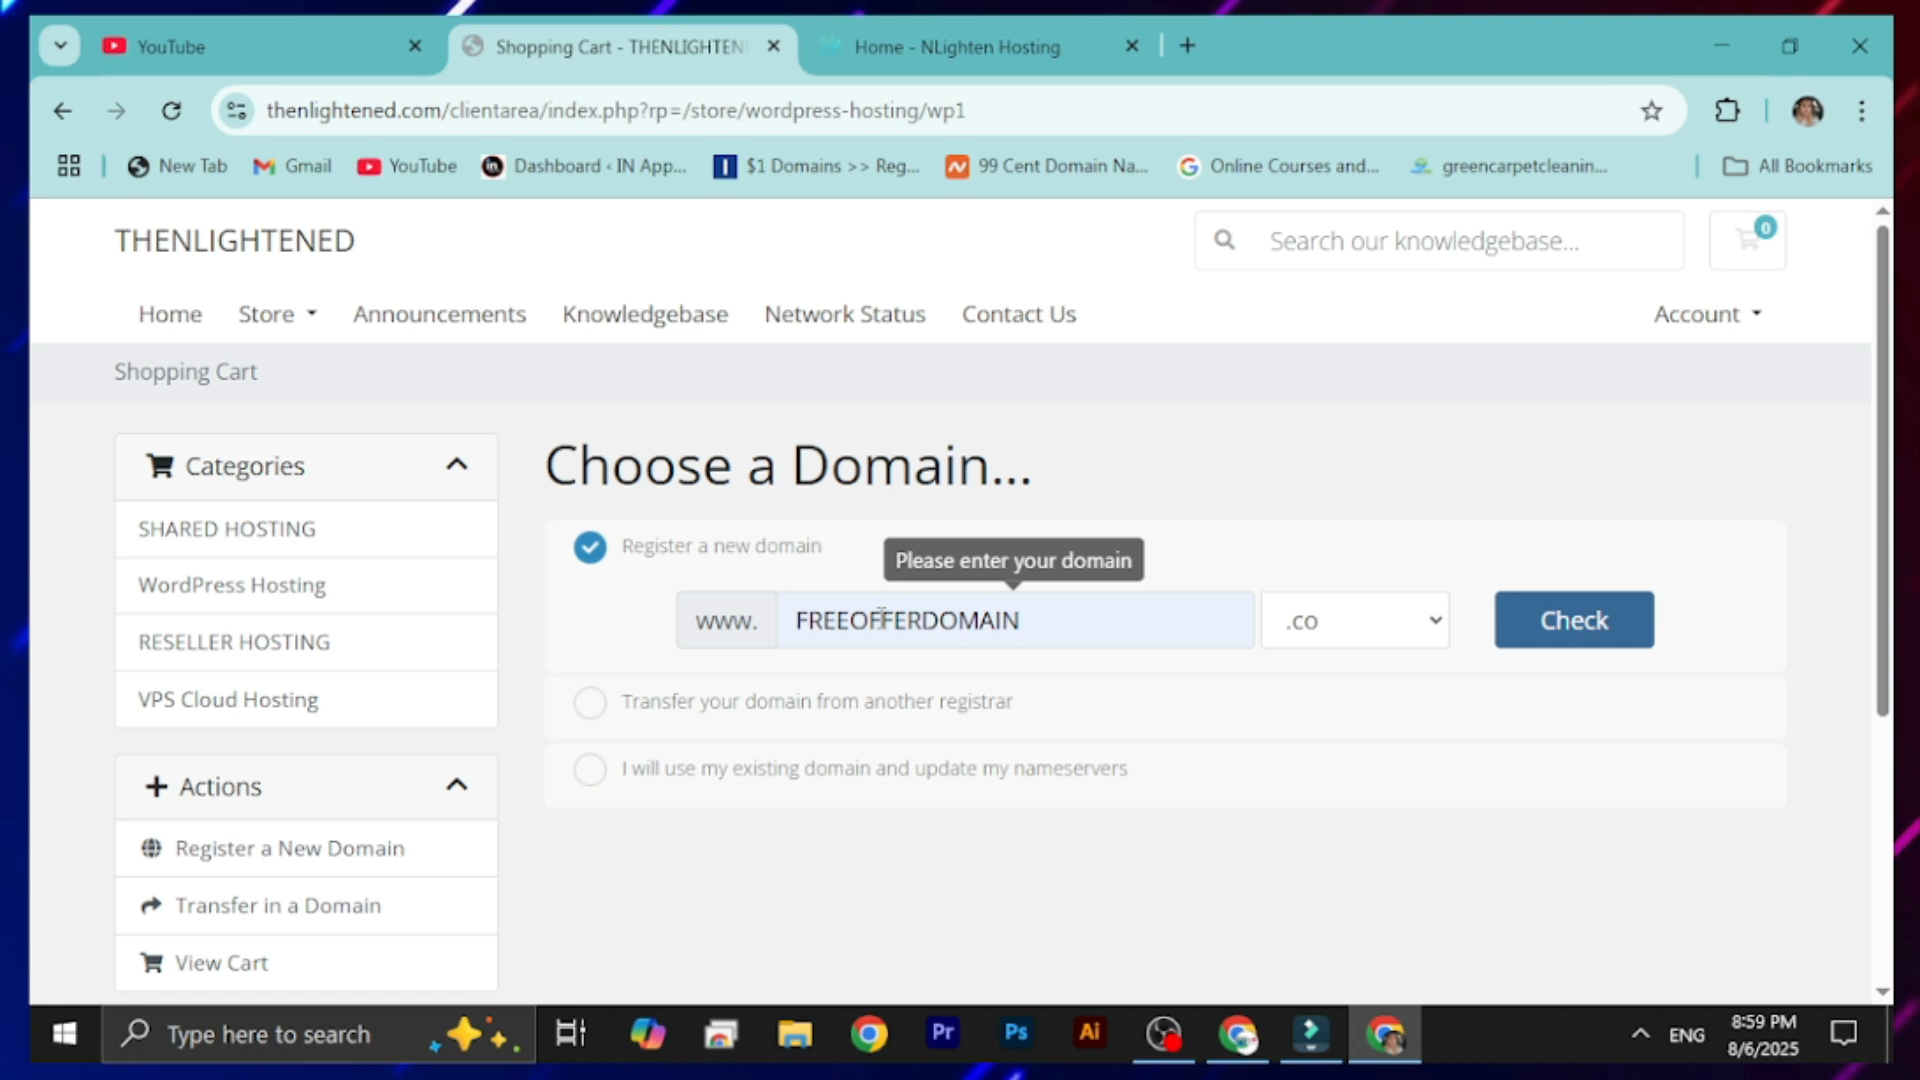 YouTube
Shopping Cart - THENLIGHTEN
Home - NLighten Hosting
thenlightened.com/clientarea/index.php?rp=/store/wordpress-hosting/wp1
New Tab
Gmail
YouTube
Dashboard ‹ IN App...
$1 Domains >> Reg...
99 Cent Domain Na...
Online Courses and...
greencarpetcleanin...
All Bookmarks
THENLIGHTENED
Search our knowledgebase...
0
Home
Store
Announcements
Knowledgebase
Network Status
Contact Us
Account
Shopping Cart
Categories
SHARED HOSTING
WordPress Hosting
RESELLER HOSTING
VPS Cloud Hosting
Actions
Register a New Domain
Transfer in a Domain
View Cart
Choose a Domain...
Register a new domain
Please enter your domain
www.
FREEOFFERDOMAIN
.co
Check
Transfer your domain from another registrar
I will use my existing domain and update my nameservers
Type here to search
Pr
Ps
Ai
ENG
8:59 PM
8/6/2025